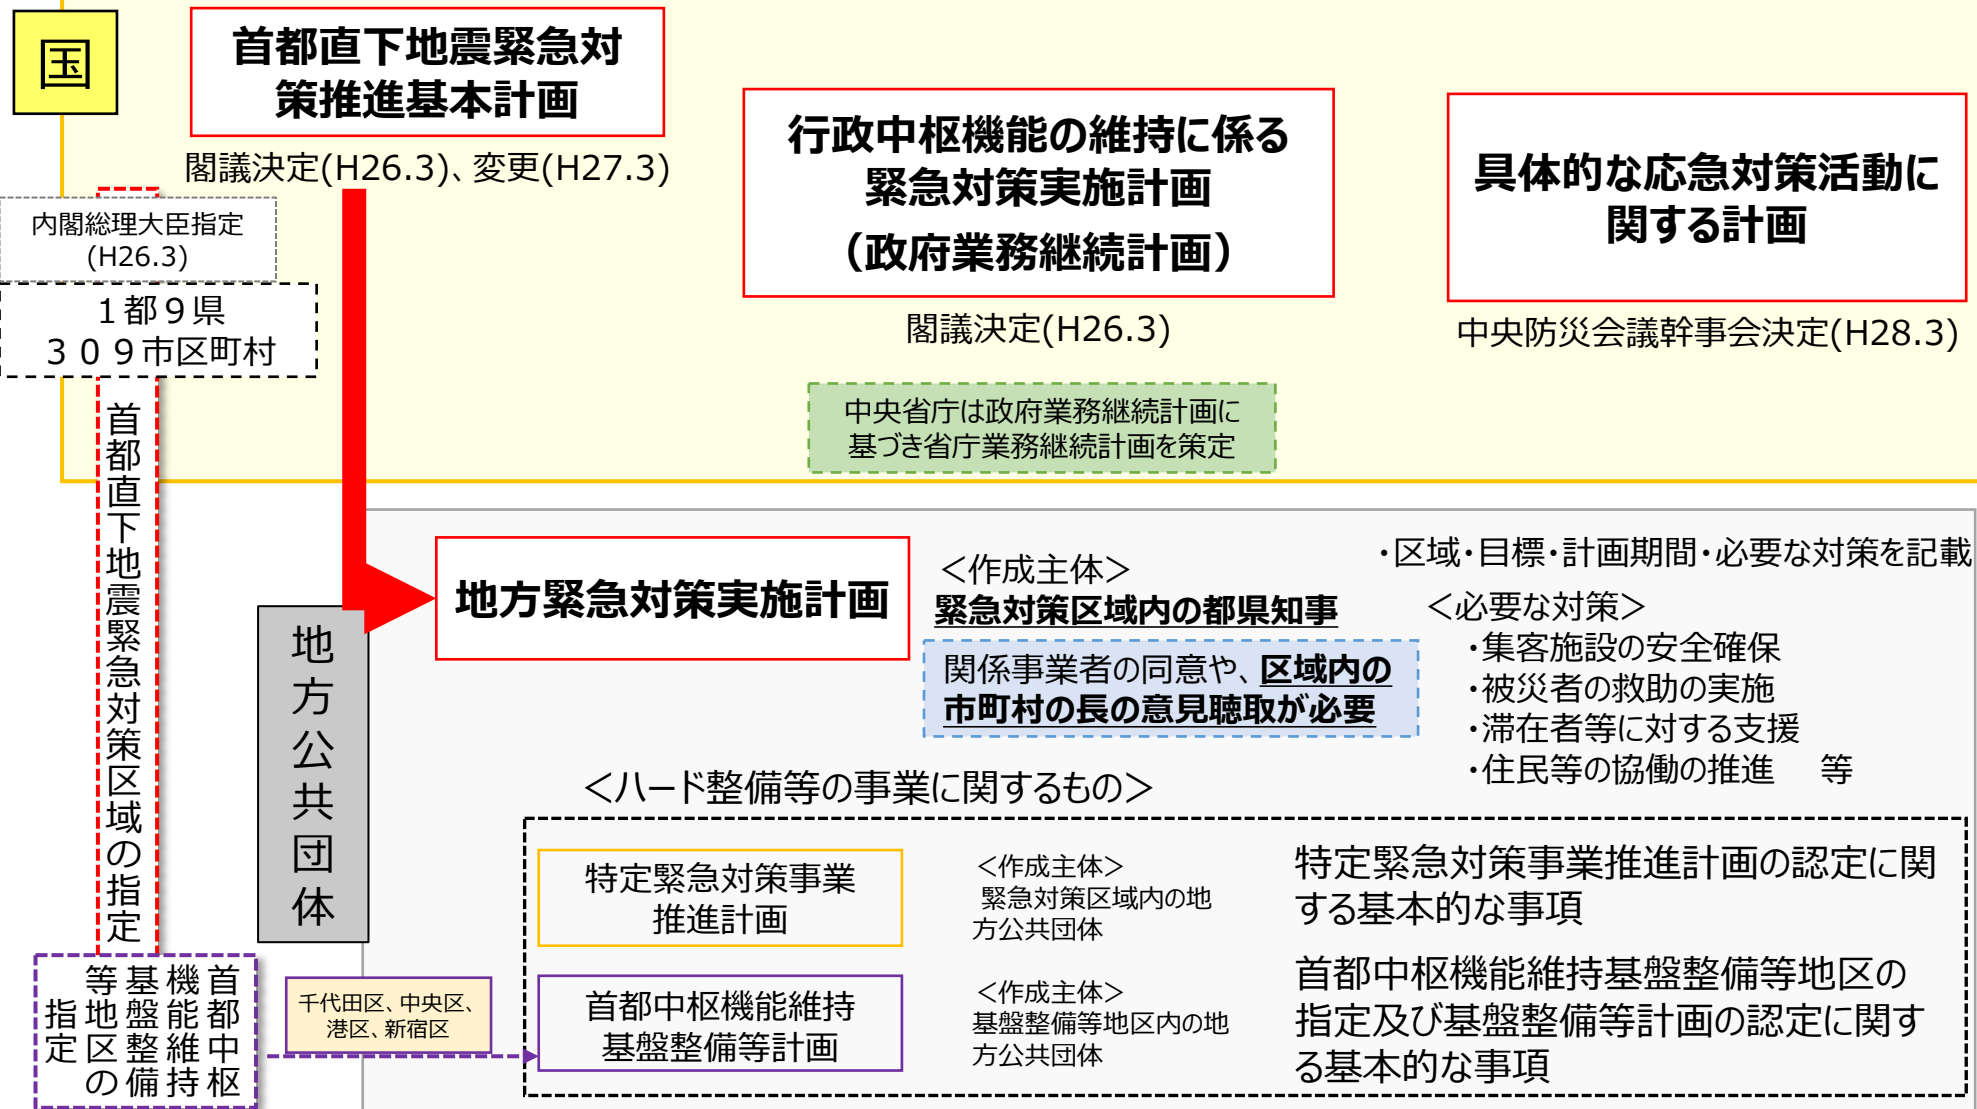 国
首都直下地震緊急対
策推進基本計画
閣議決定(H26.3)、変更(H27.3)
行政中枢機能の維持に係る
緊急対策実施計画
（政府業務継続計画）
閣議決定(H26.3)
具体的な応急対策活動に
関する計画
中央防災会議幹事会決定(H28.3)
内閣総理大臣指定
(H26.3)
１都９県
３０９市区町村
中央省庁は政府業務継続計画に
基づき省庁業務継続計画を策定
首都直下地震緊急対策区域の指定
地方公共団体
地方緊急対策実施計画
＜作成主体＞
緊急対策区域内の都県知事
関係事業者の同意や、区域内の
市町村の長の意見聴取が必要
・区域・目標・計画期間・必要な対策を記載
＜必要な対策＞
・集客施設の安全確保
・被災者の救助の実施
・滞在者等に対する支援
・住民等の協働の推進　等
＜ハード整備等の事業に関するもの＞
特定緊急対策事業
推進計画
＜作成主体＞
緊急対策区域内の地
方公共団体
特定緊急対策事業推進計画の認定に関
する基本的な事項
首都中枢
機能維持
基盤整備
等地区の
指定
千代田区、中央区、
港区、新宿区
首都中枢機能維持
基盤整備等計画
＜作成主体＞
基盤整備等地区内の地
方公共団体
首都中枢機能維持基盤整備等地区の
指定及び基盤整備等計画の認定に関す
る基本的な事項